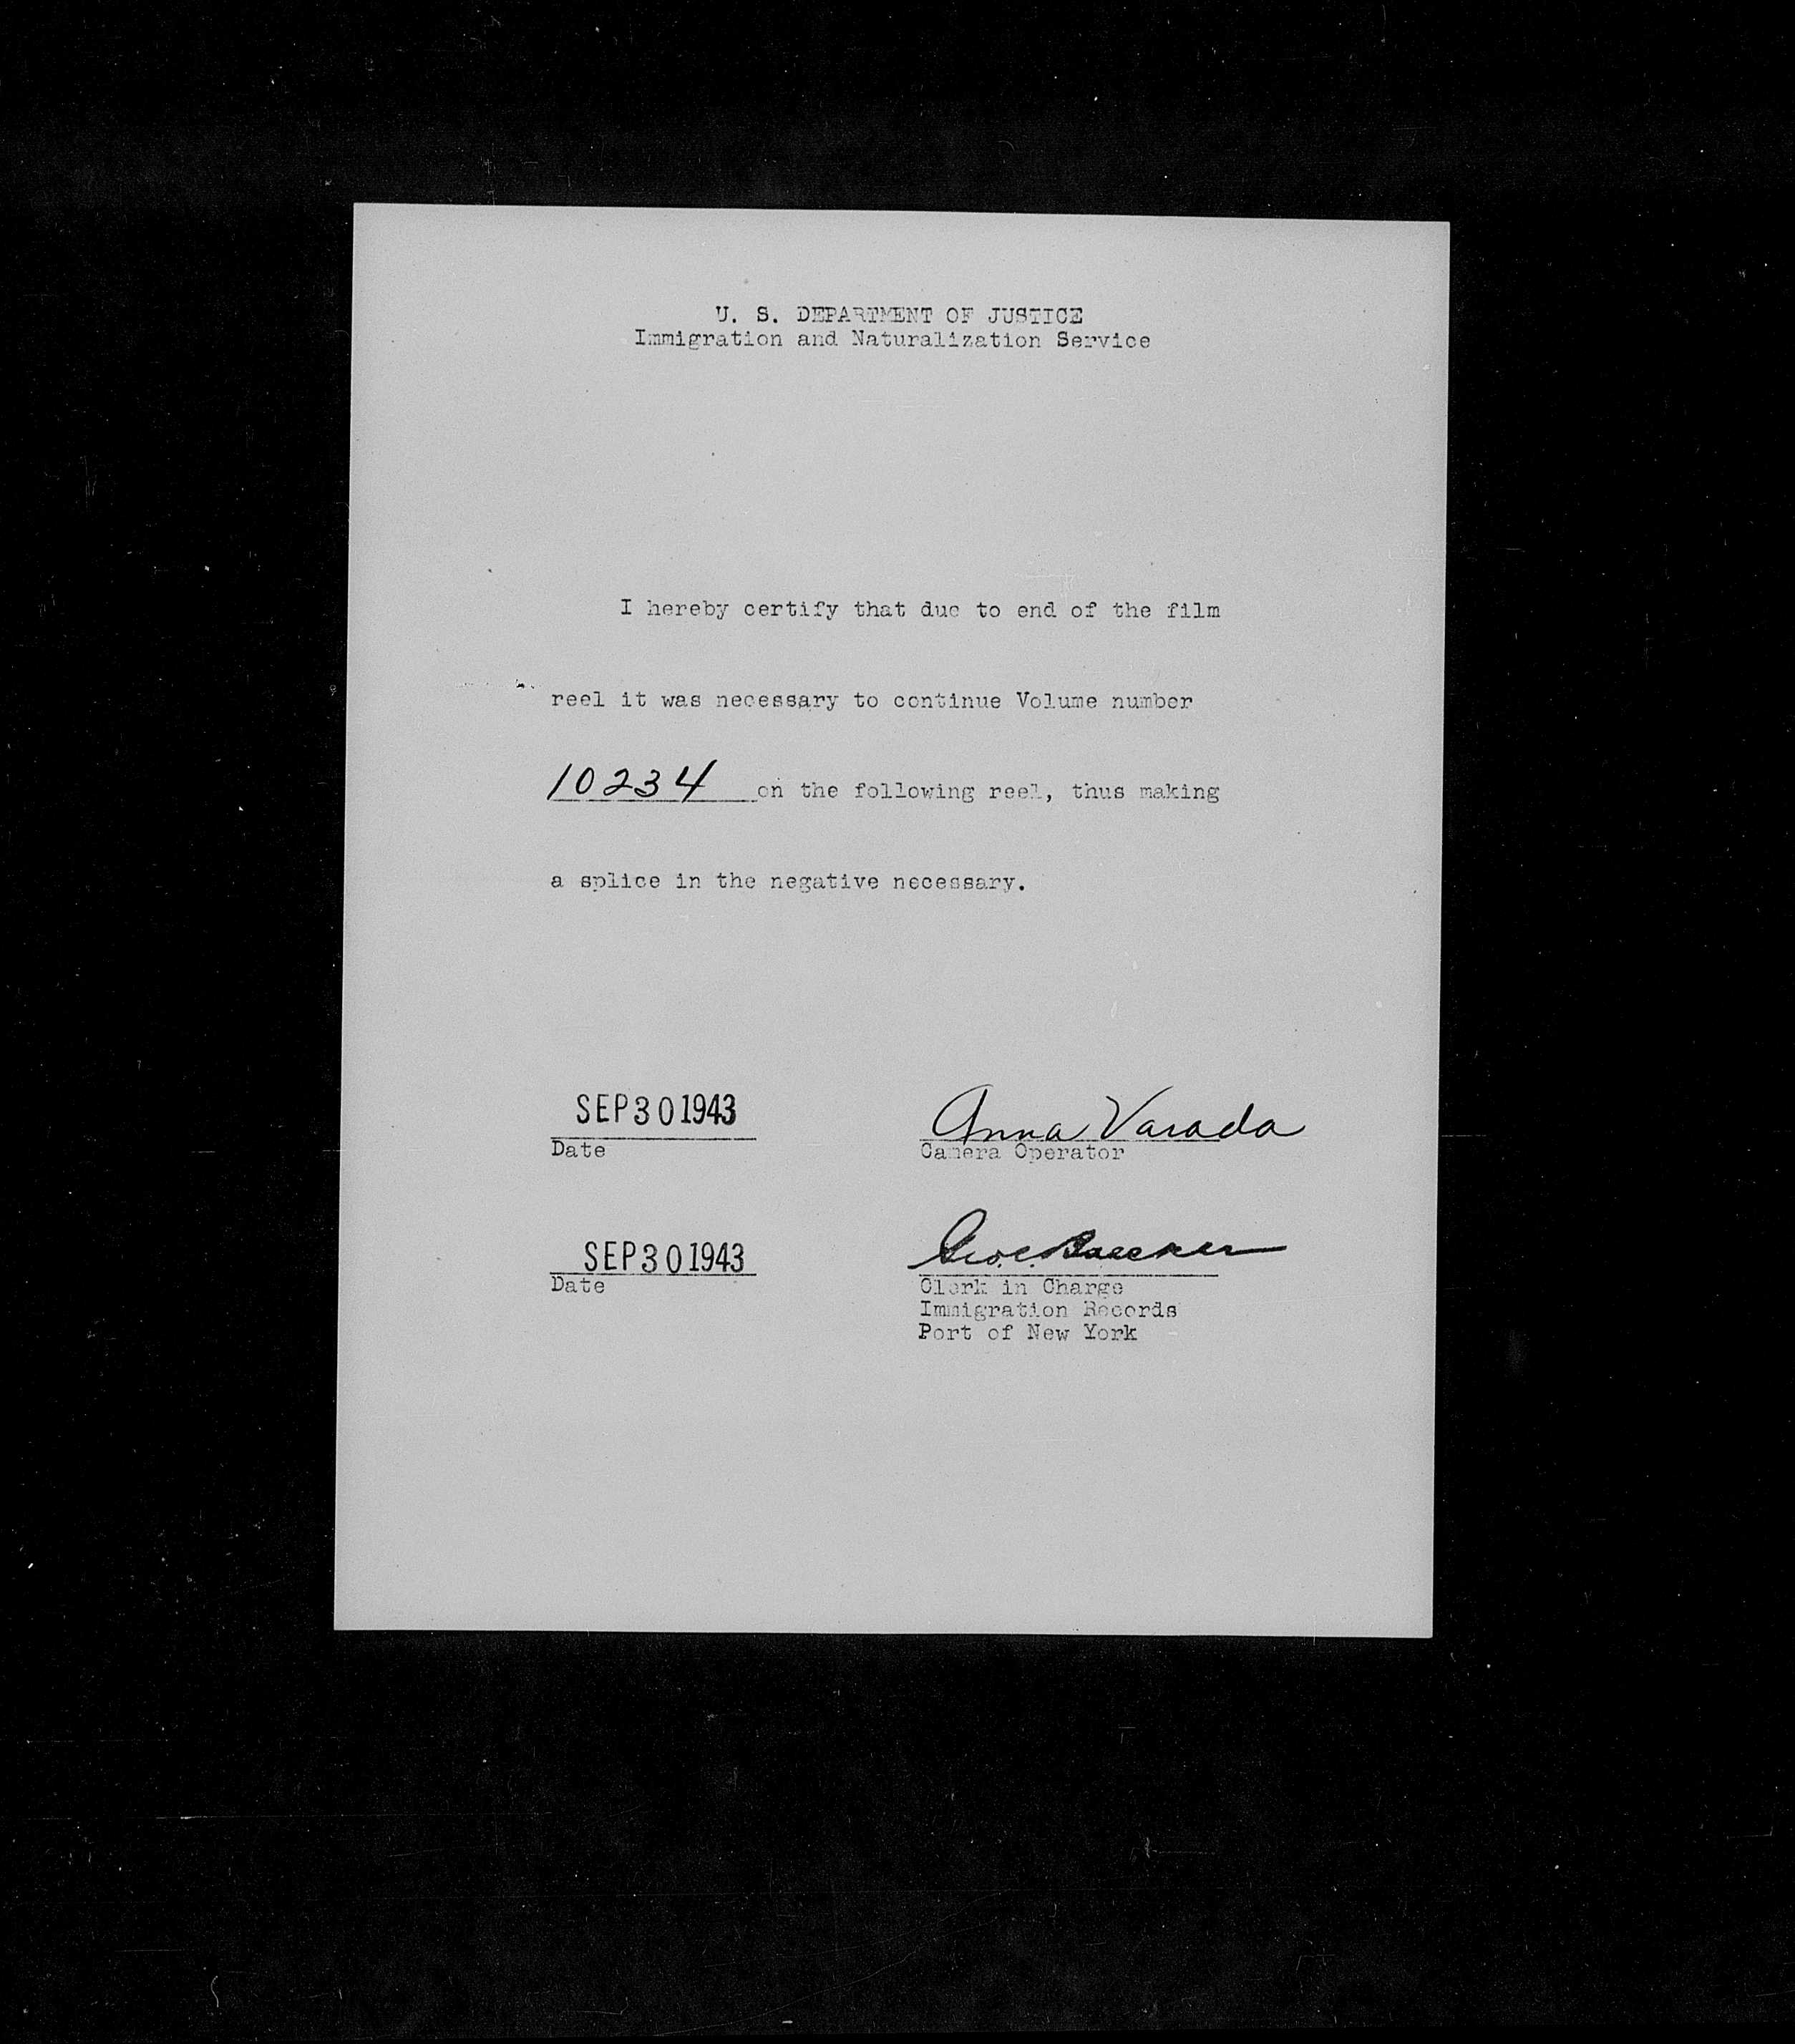 U. S. DEPARTMENT OF JUSTICE
Immigration and Naturalization Service
I hereby certify that due to end of the film
reel it was necessary to continue Volume number
10234 on the following reel, thus making
a splice in the negative necessary.
SEP 30 1943
Anna Varada
Date
Camera Operator
SEP 30 1943
Geo. C.
Date
Clerk in Charge
Immigration Records
Port of New York